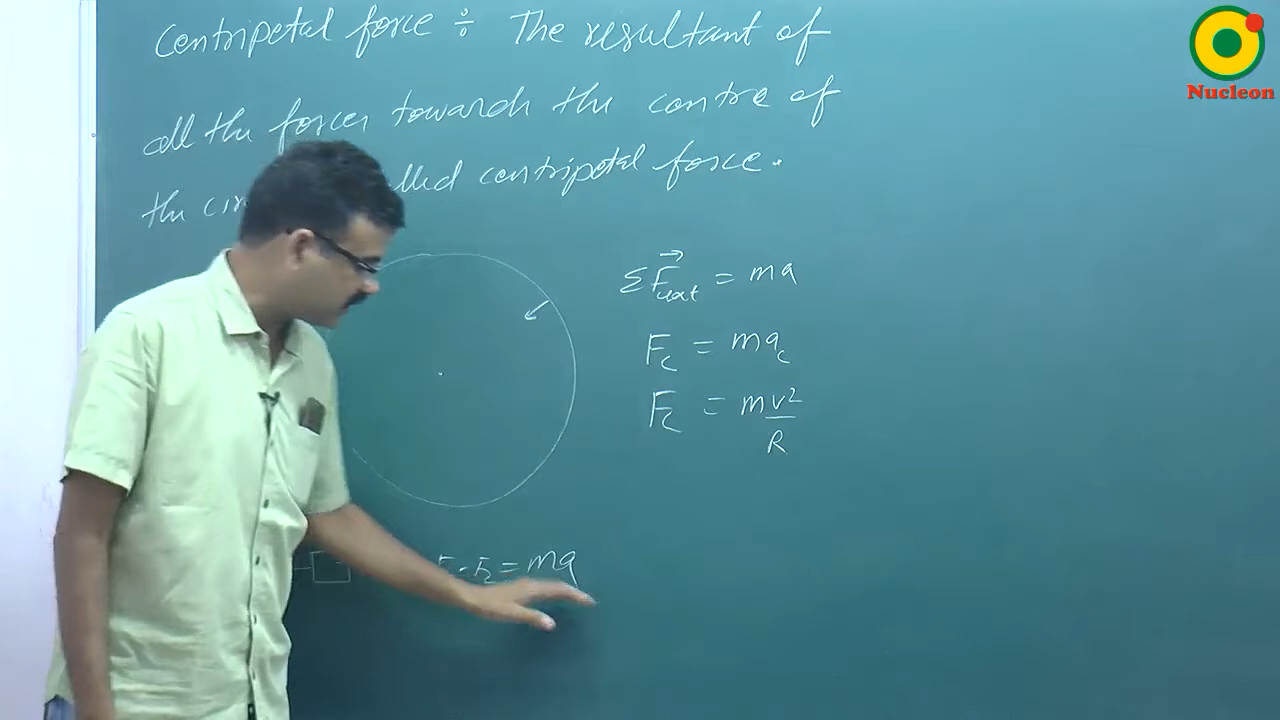 Centripetal force ÷ The resultant of
all the forces towards the centre of
the centripetal force.
ΣF⃗ext = ma
Fc = mac
Fc = mv²/R
- F2 = ma
Nucleon